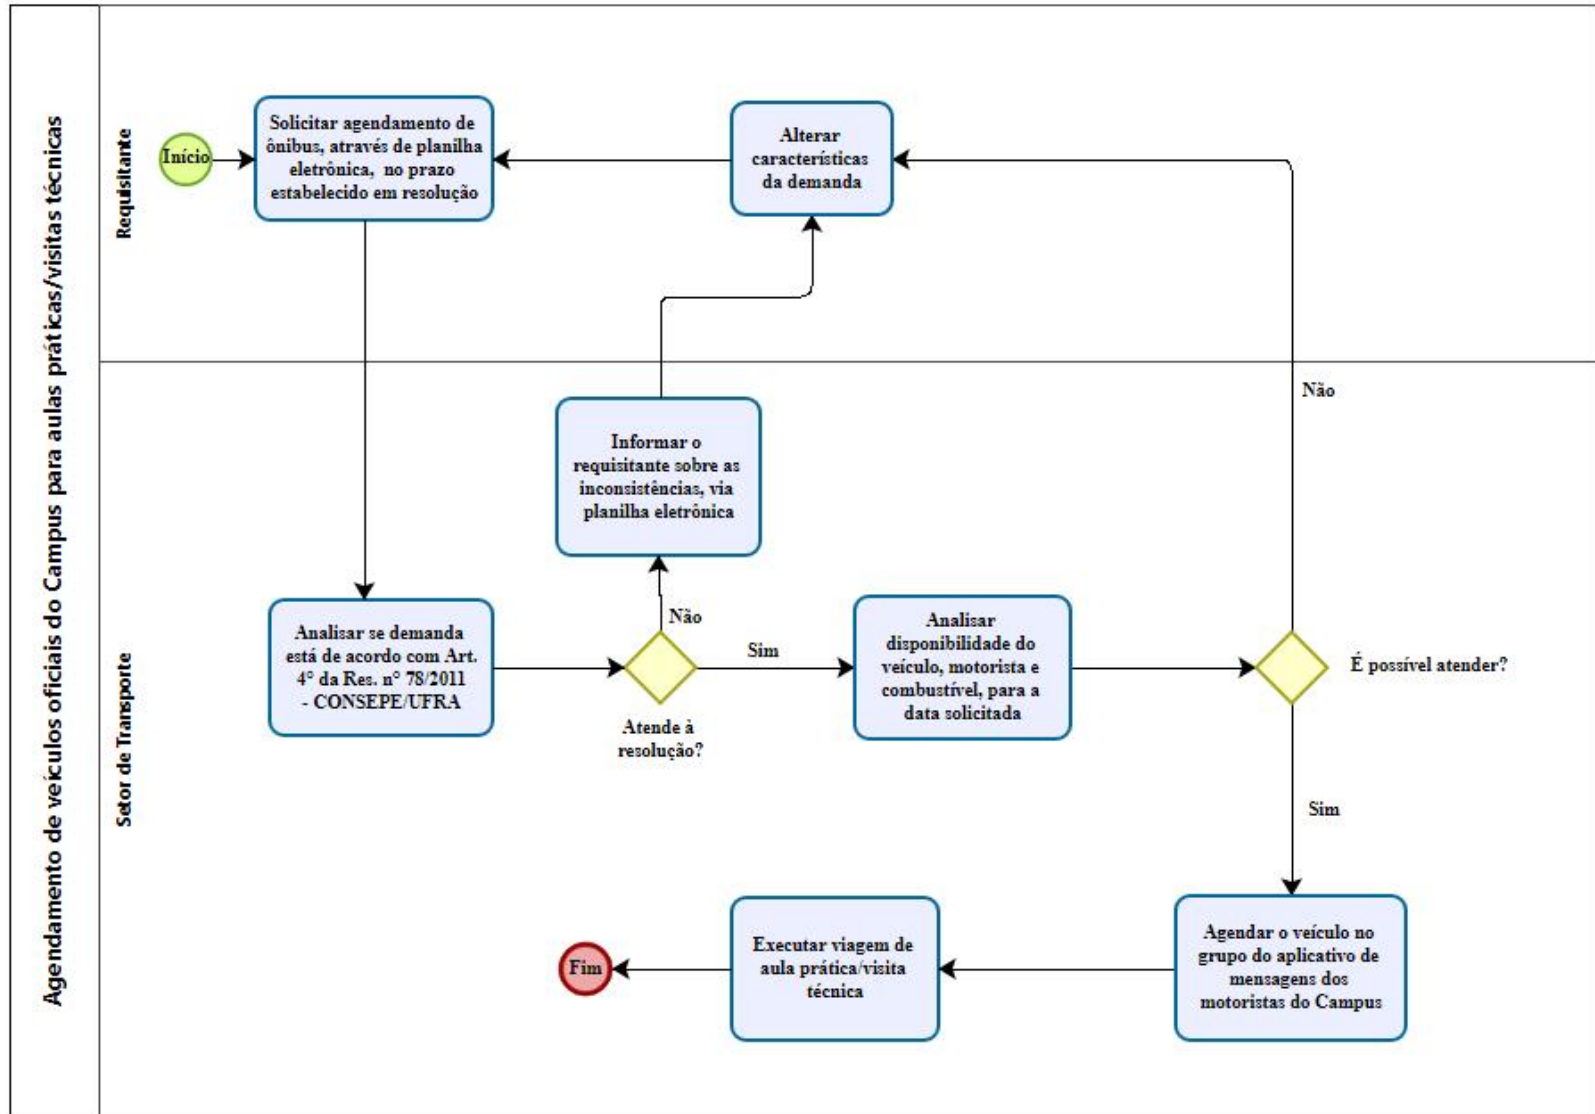 Agendamento de veículos oficiais do Campus para aulas práticas/visitas técnicas
Requisitante
Início
Solicitar agendamento de
ônibus, através de planilha
eletrônica, no prazo
estabelecido em resolução
Alterar
características
da demanda
Setor de Transporte
Não
Informar o
requisitante sobre as
inconsistências, via
planilha eletrônica
Analisar se demanda
está de acordo com Art.
4° da Res. n° 78/2011
- CONSEPE/UFRA
Não
Atende à
resolução?
Sim
Analisar
disponibilidade do
veículo, motorista e
combustível, para a
data solicitada
É possível atender?
Sim
Agendar o veículo no
grupo do aplicativo de
mensagens dos
motoristas do Campus
Executar viagem de
aula prática/visita
técnica
Fim